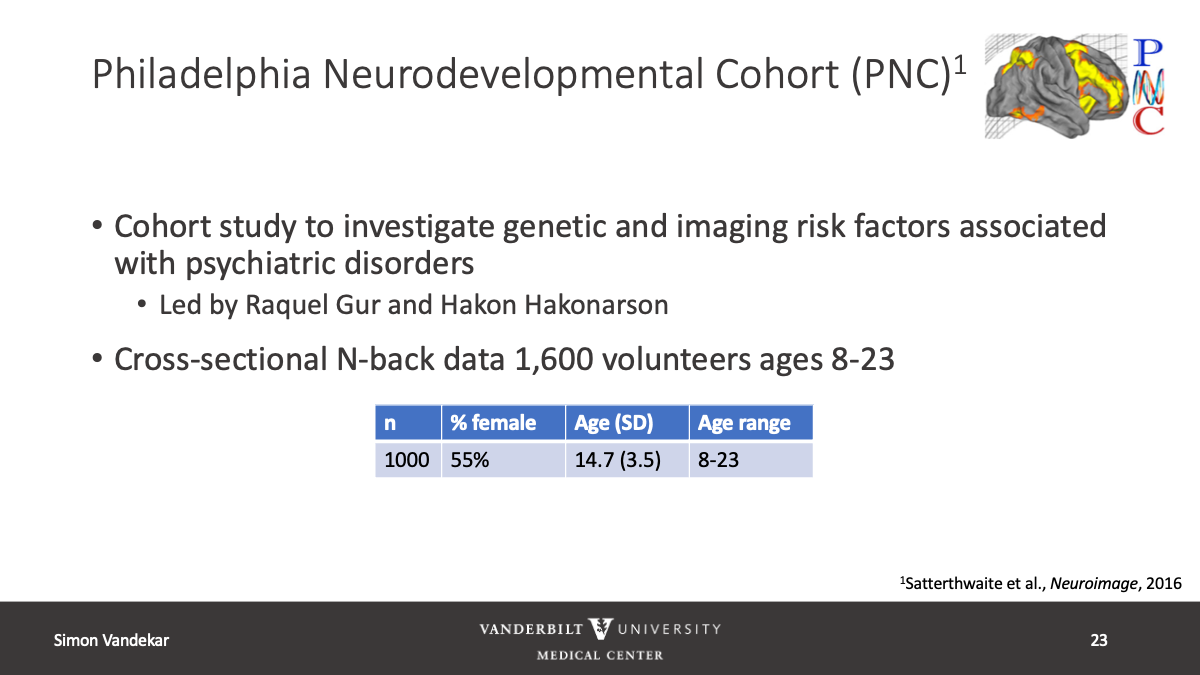 Philadelphia Neurodevelopmental Cohort (PNC)¹
P
N
C
• Cohort study to investigate genetic and imaging risk factors associated
with psychiatric disorders
• Led by Raquel Gur and Hakon Hakonarson
• Cross-sectional N-back data 1,600 volunteers ages 8-23
n % female Age (SD) Age range
1000 55% 14.7 (3.5) 8-23
¹Satterthwaite et al., Neuroimage, 2016
Simon Vandekar
VANDERBILT V UNIVERSITY
MEDICAL CENTER
23